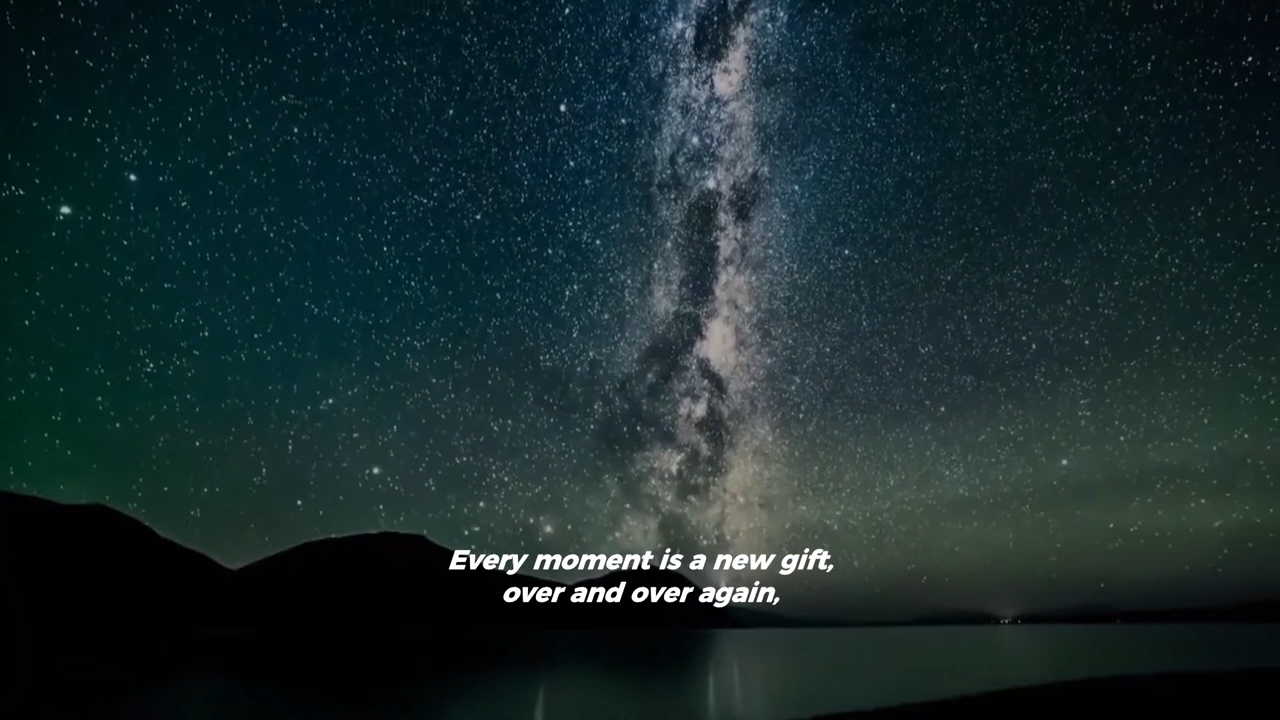 Every moment is a new gift,
over and over again,